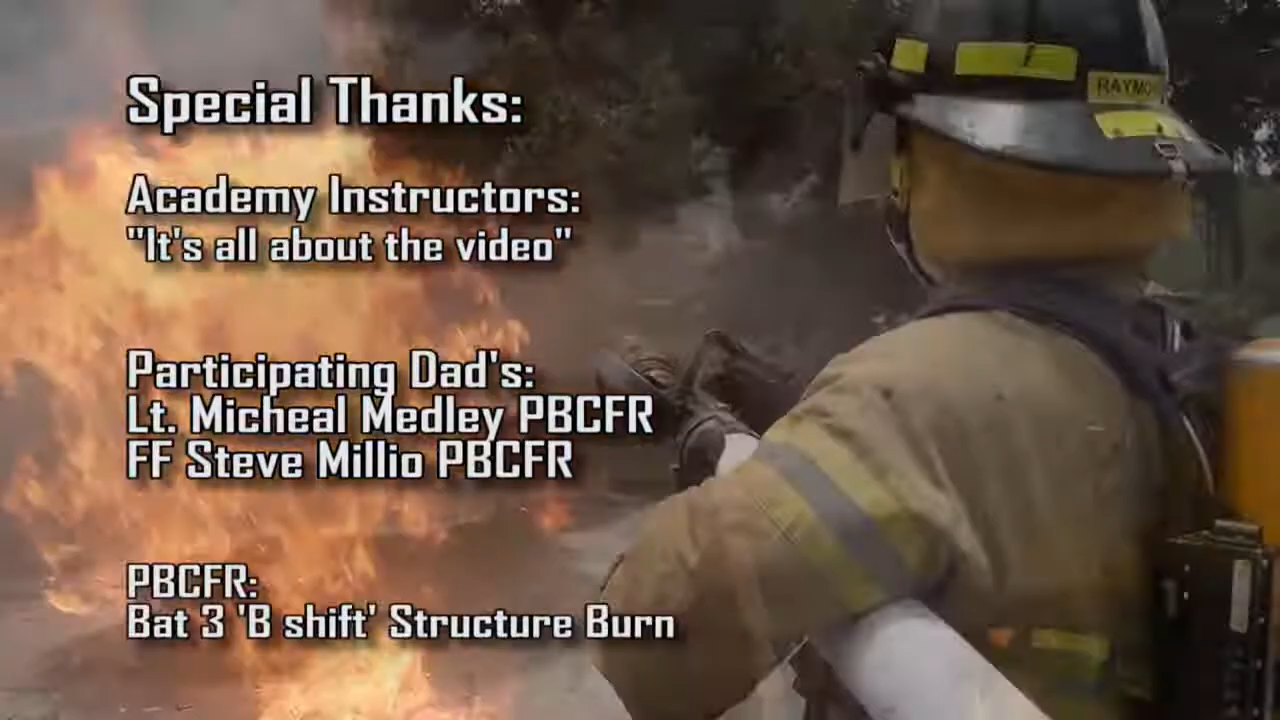 Special Thanks:
Academy Instructors:
"It's all about the video"
Participating Dad's:
Lt. Micheal Medley PBCFR
FF Steve Millio PBCFR
PBCFR:
Bat 3 'B shift' Structure Burn